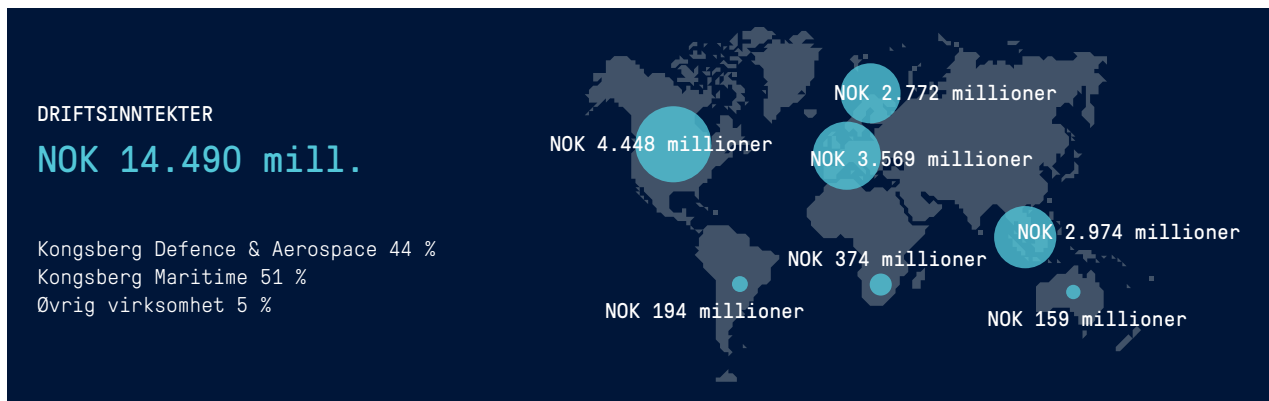 DRIFTSINNTEKTER
NOK 14.490 mill.
Kongsberg Defence & Aerospace 44 %
Kongsberg Maritime 51 %
Øvrig virksomhet 5 %
NOK 2.772 millioner
NOK 4.448 millioner
NOK 3.569 millioner
NOK 2.974 millioner
NOK 374 millioner
NOK 194 millioner
NOK 159 millioner